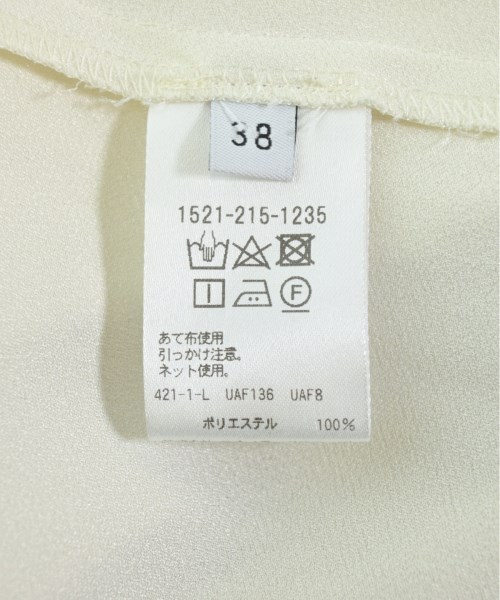 38
1521-215-1235
F
あて布使用
引っかけ注意。
ネット使用。
421-1-L UAF136 UAF8
ポリエステル 100%